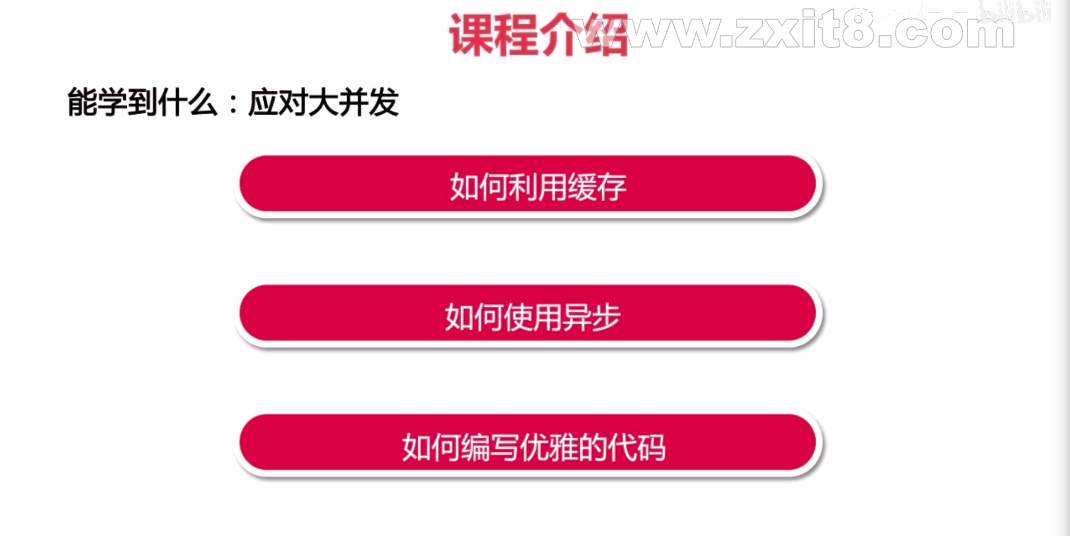 课程介绍
www.zxit8.com
bilibili
能学到什么：应对大并发
如何利用缓存
如何使用异步
如何编写优雅的代码